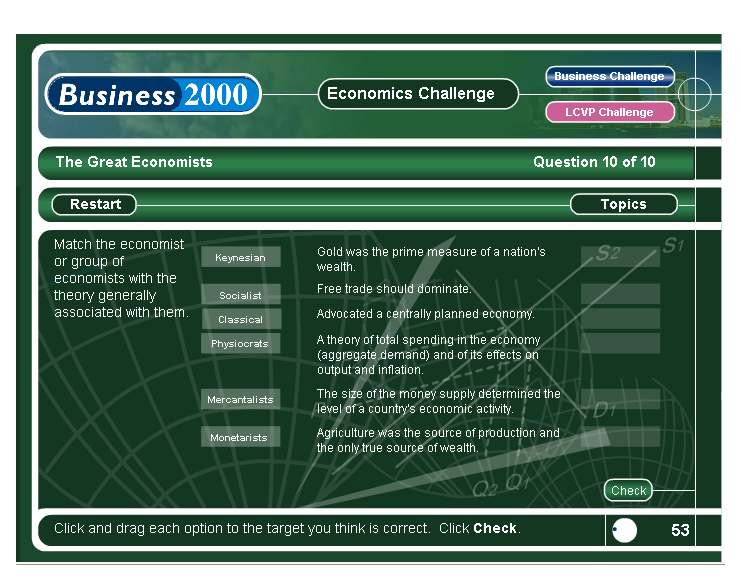 Business 2000
Economics Challenge
Business Challenge
LCVP Challenge
The Great Economists
Question 10 of 10
Restart
Topics
Match the economist
or group of
economists with the
theory generally
associated with them.
Keynesian
Gold was the prime measure of a nation's
wealth.
Socialist
Free trade should dominate.
Classical
Advocated a centrally planned economy.
Physiocrats
A theory of total spending in the economy
(aggregate demand) and of its effects on
output and inflation.
Mercantalists
The size of the money supply determined the
level of a country's economic activity.
Monetarists
Agriculture was the source of production and
the only true source of wealth.
S2
S1
D1
Q2 Q1
Check
Click and drag each option to the target you think is correct. Click Check.
53